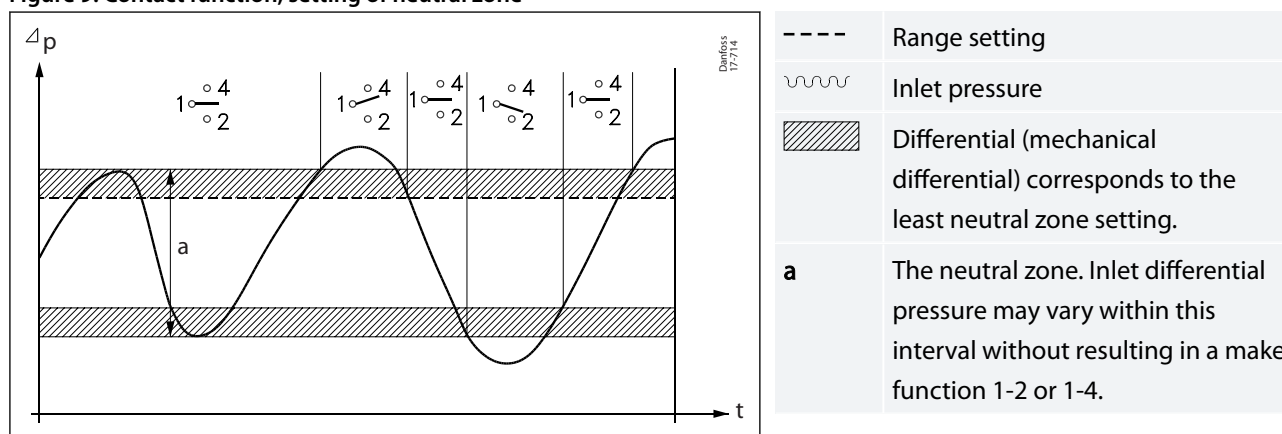 Figure 9: Contact function, setting of neutral zone
⊿p
Danfoss
17-714
1 4 2
1 4 2
1 4 2
1 4 2
1 4 2
a
t
Range setting
Inlet pressure
Differential (mechanical
differential) corresponds to the
least neutral zone setting.
a The neutral zone. Inlet differential
pressure may vary within this
interval without resulting in a make
function 1-2 or 1-4.